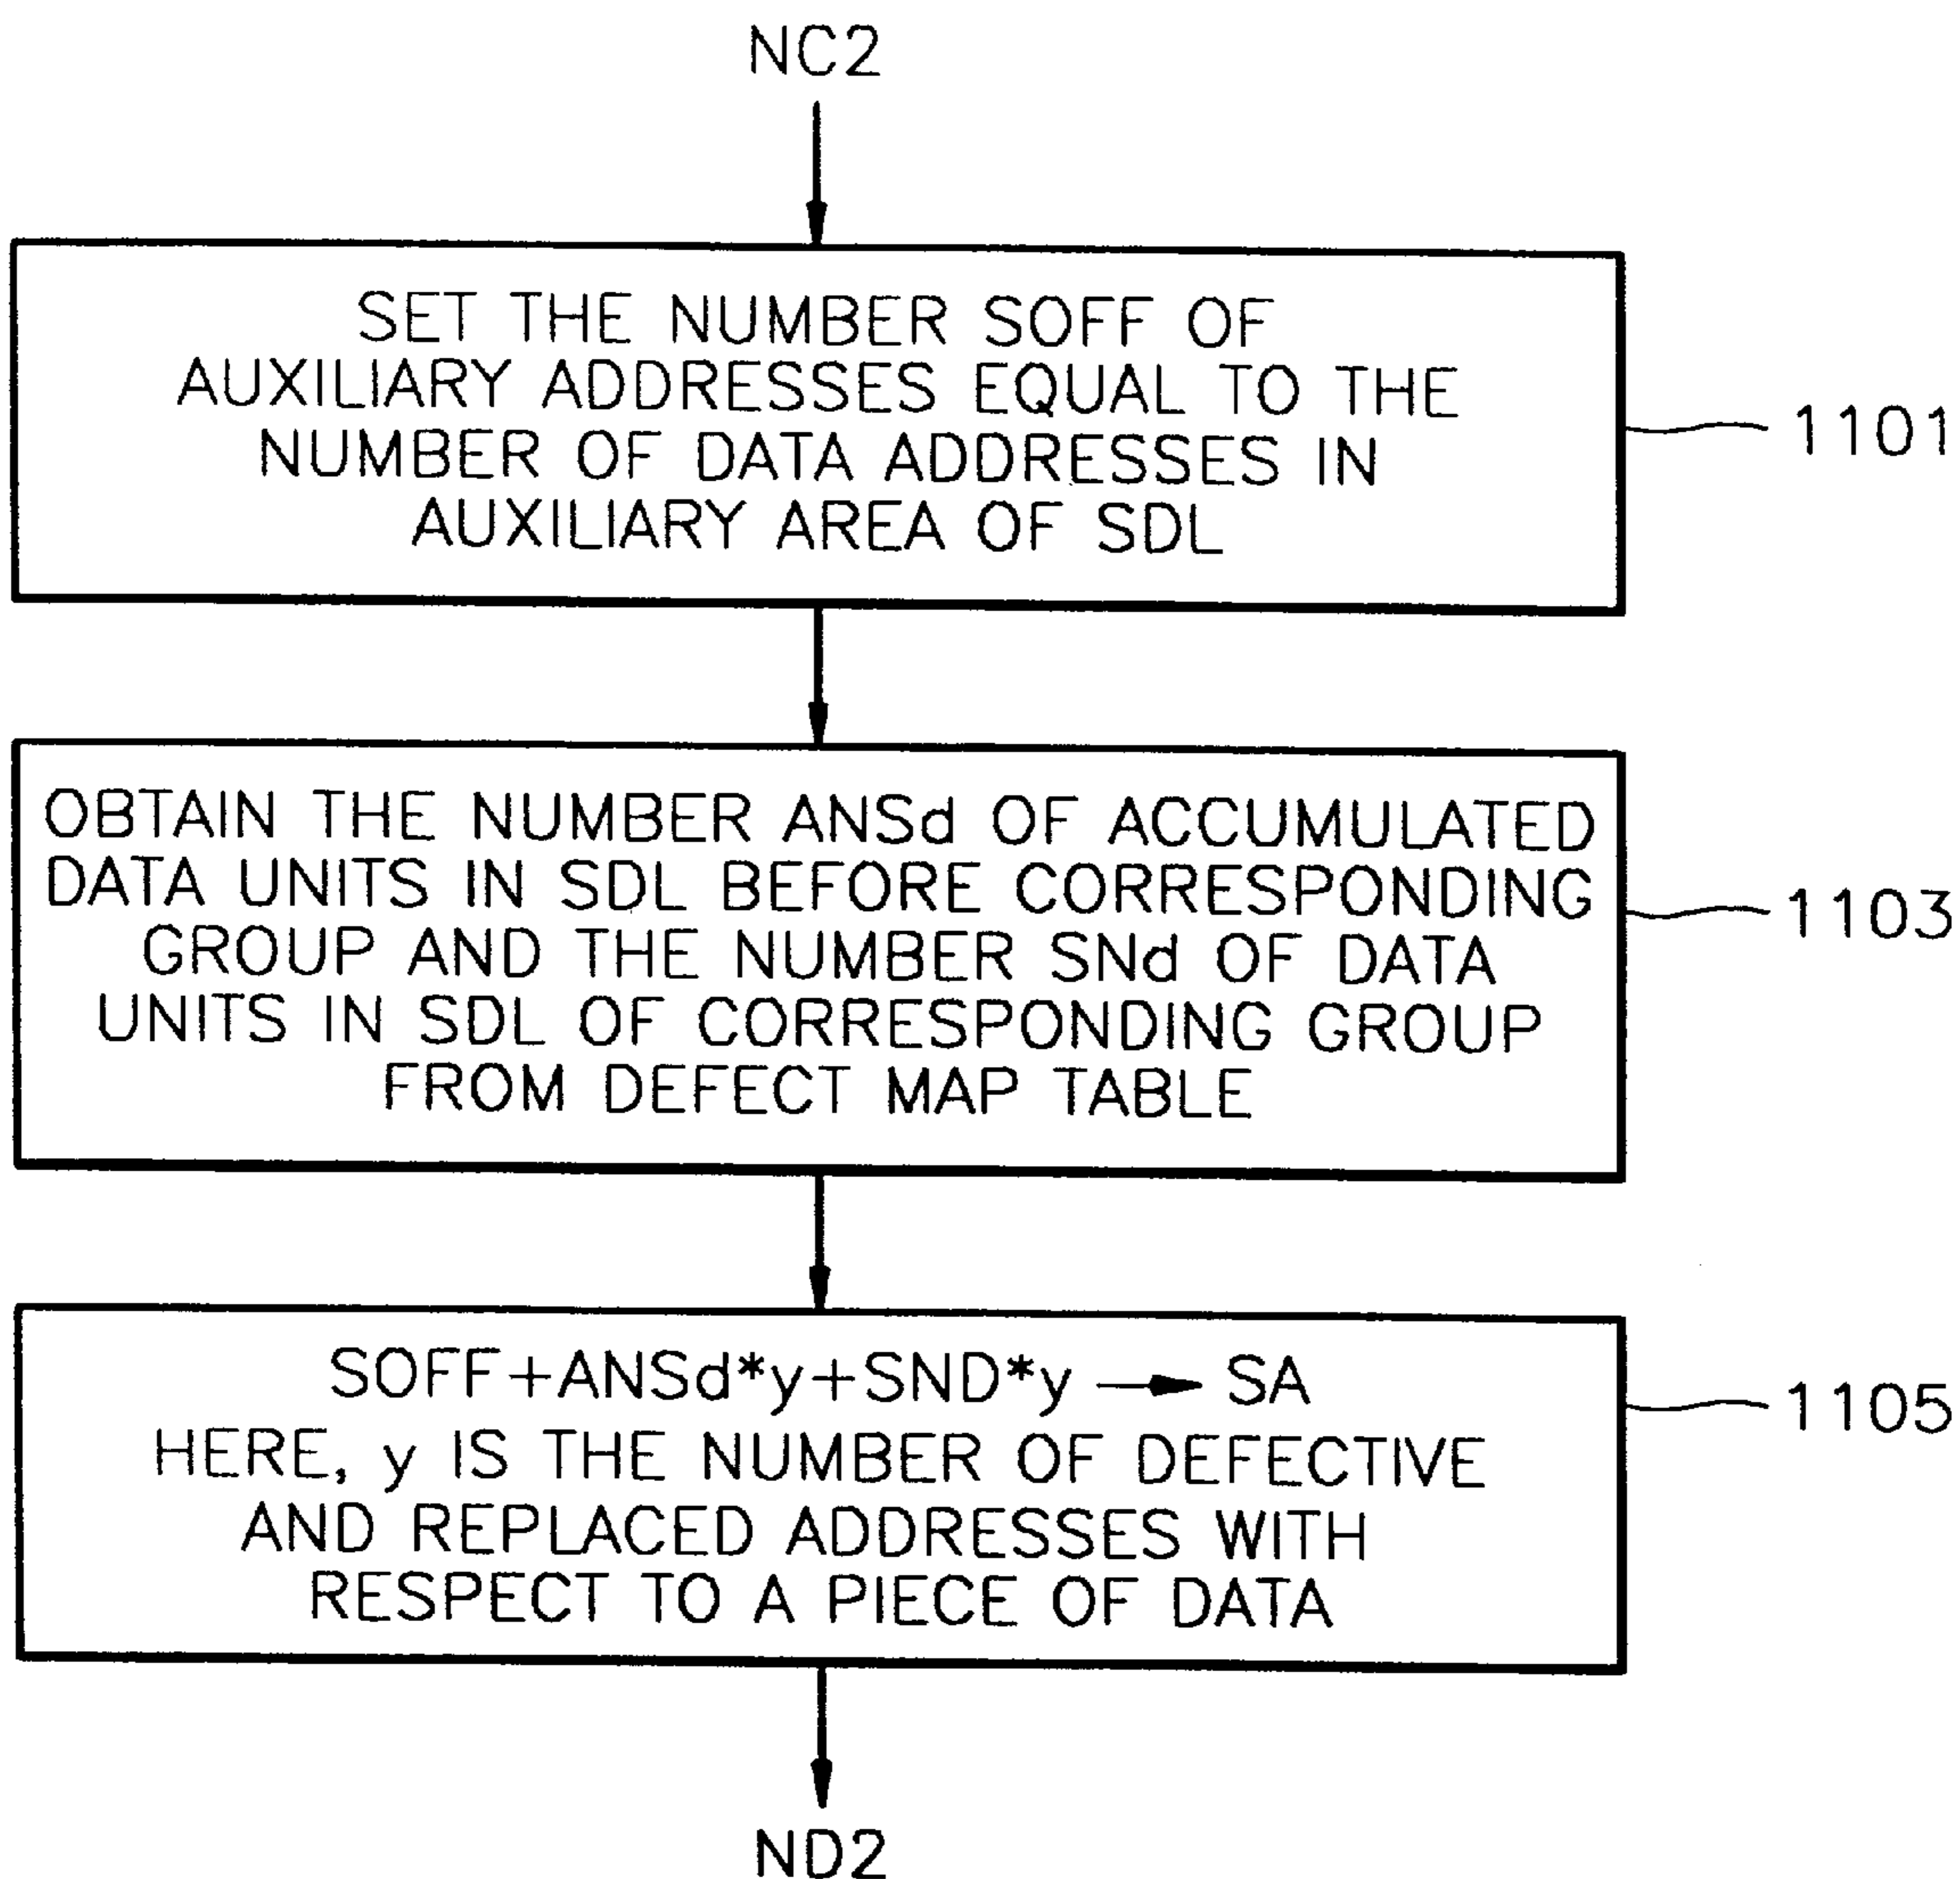 NC2
SET THE NUMBER SOFF OF
AUXILIARY ADDRESSES EQUAL TO THE
NUMBER OF DATA ADDRESSES IN
AUXILIARY AREA OF SDL
1101
OBTAIN THE NUMBER ANSd OF ACCUMULATED
DATA UNITS IN SDL BEFORE CORRESPONDING
GROUP AND THE NUMBER SNd OF DATA
UNITS IN SDL OF CORRESPONDING GROUP
FROM DEFECT MAP TABLE
1103
SOFF+ANSd*y+SND*y → SA
HERE, y IS THE NUMBER OF DEFECTIVE
AND REPLACED ADDRESSES WITH
RESPECT TO A PIECE OF DATA
1105
ND2